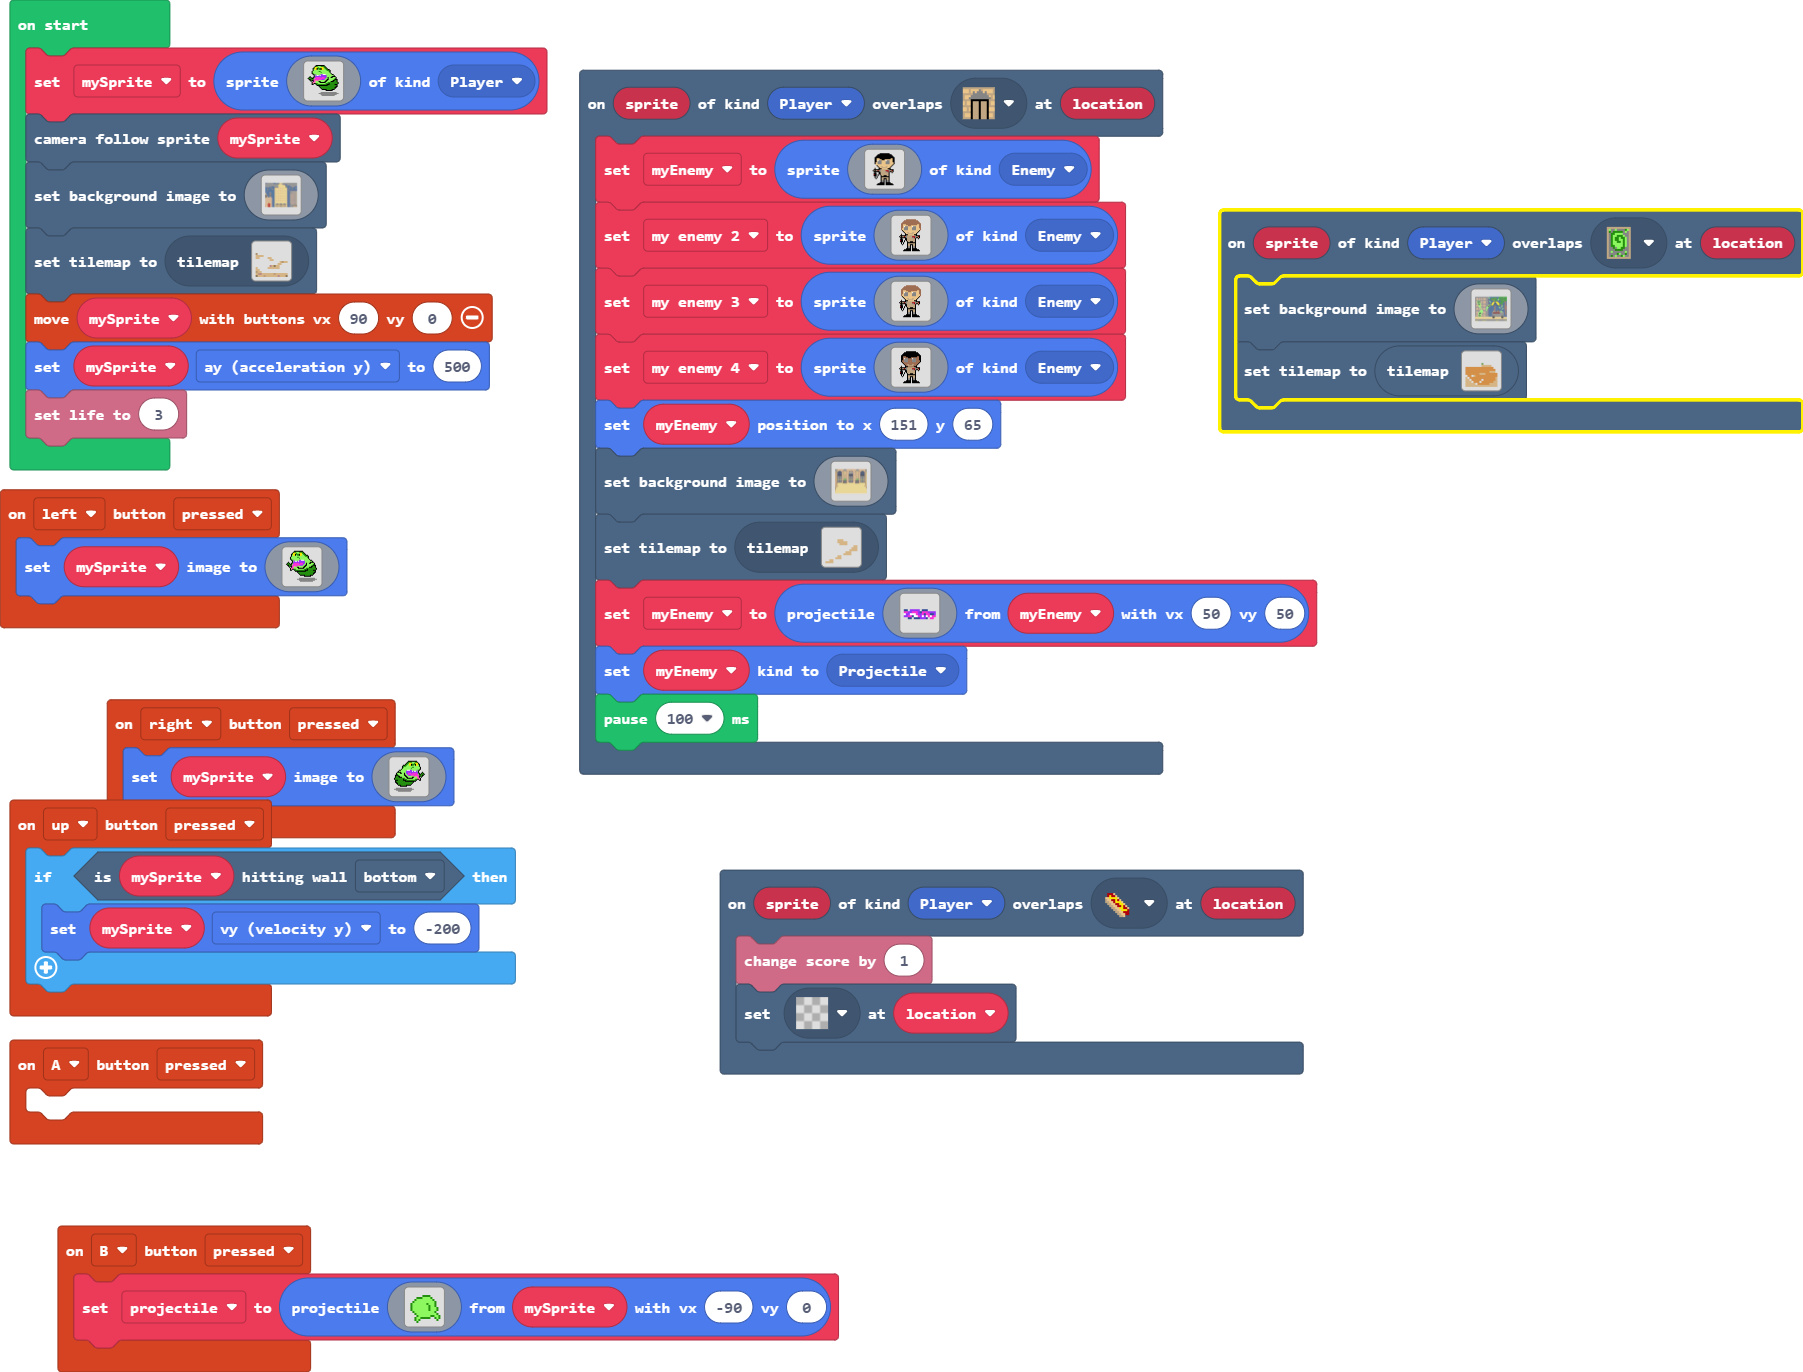 on start
set mySprite to sprite of kind Player
camera follow sprite mySprite
set background image to
set tilemap to tilemap
move mySprite with buttons vx 90 vy 0
set mySprite ay (acceleration y) to 500
set life to 3
on left button pressed
set mySprite image to
on right button pressed
set mySprite image to
on up button pressed
if is mySprite hitting wall bottom then
set mySprite vy (velocity y) to -200
on A button pressed
on B button pressed
set projectile to projectile from mySprite with vx -90 vy 0
on sprite of kind Player overlaps at location
set myEnemy to sprite of kind Enemy
set my enemy 2 to sprite of kind Enemy
set my enemy 3 to sprite of kind Enemy
set my enemy 4 to sprite of kind Enemy
set myEnemy position to x 151 y 65
set background image to
set tilemap to tilemap
set myEnemy to projectile from myEnemy with vx 50 vy 50
set myEnemy kind to Projectile
pause 100 ms
on sprite of kind Player overlaps at location
change score by 1
set at location
on sprite of kind Player overlaps at location
set background image to
set tilemap to tilemap